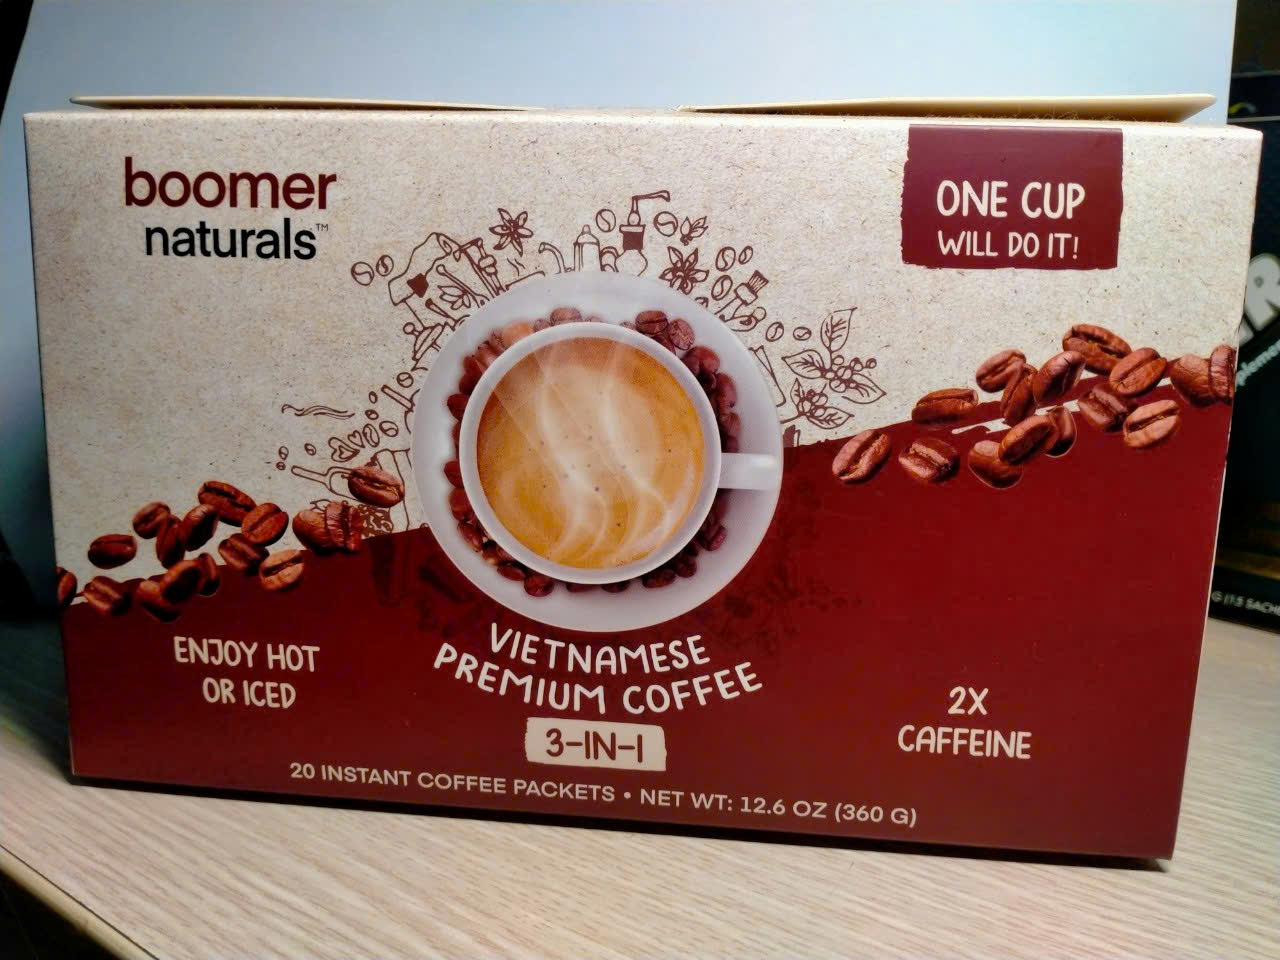 boomer
naturals™
ONE CUP
WILL DO IT!
ENJOY HOT
OR ICED
VIETNAMESE
PREMIUM COFFEE
3-IN-1
2X
CAFFEINE
20 INSTANT COFFEE PACKETS • NET WT: 12.6 OZ (360 G)